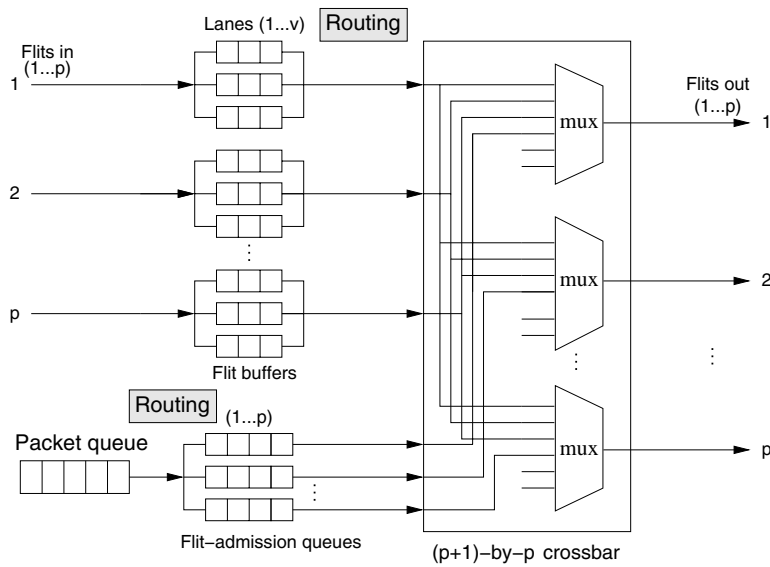 Lanes (1...v)
Routing
Flits in
(1...p)
1
mux
Flits out
(1...p)
1
2
mux
2
⋮
p
Flit buffers
⋮
⋮
Routing
(1...p)
Packet queue
mux
p
⋮
Flit-admission queues
(p+1)-by-p crossbar